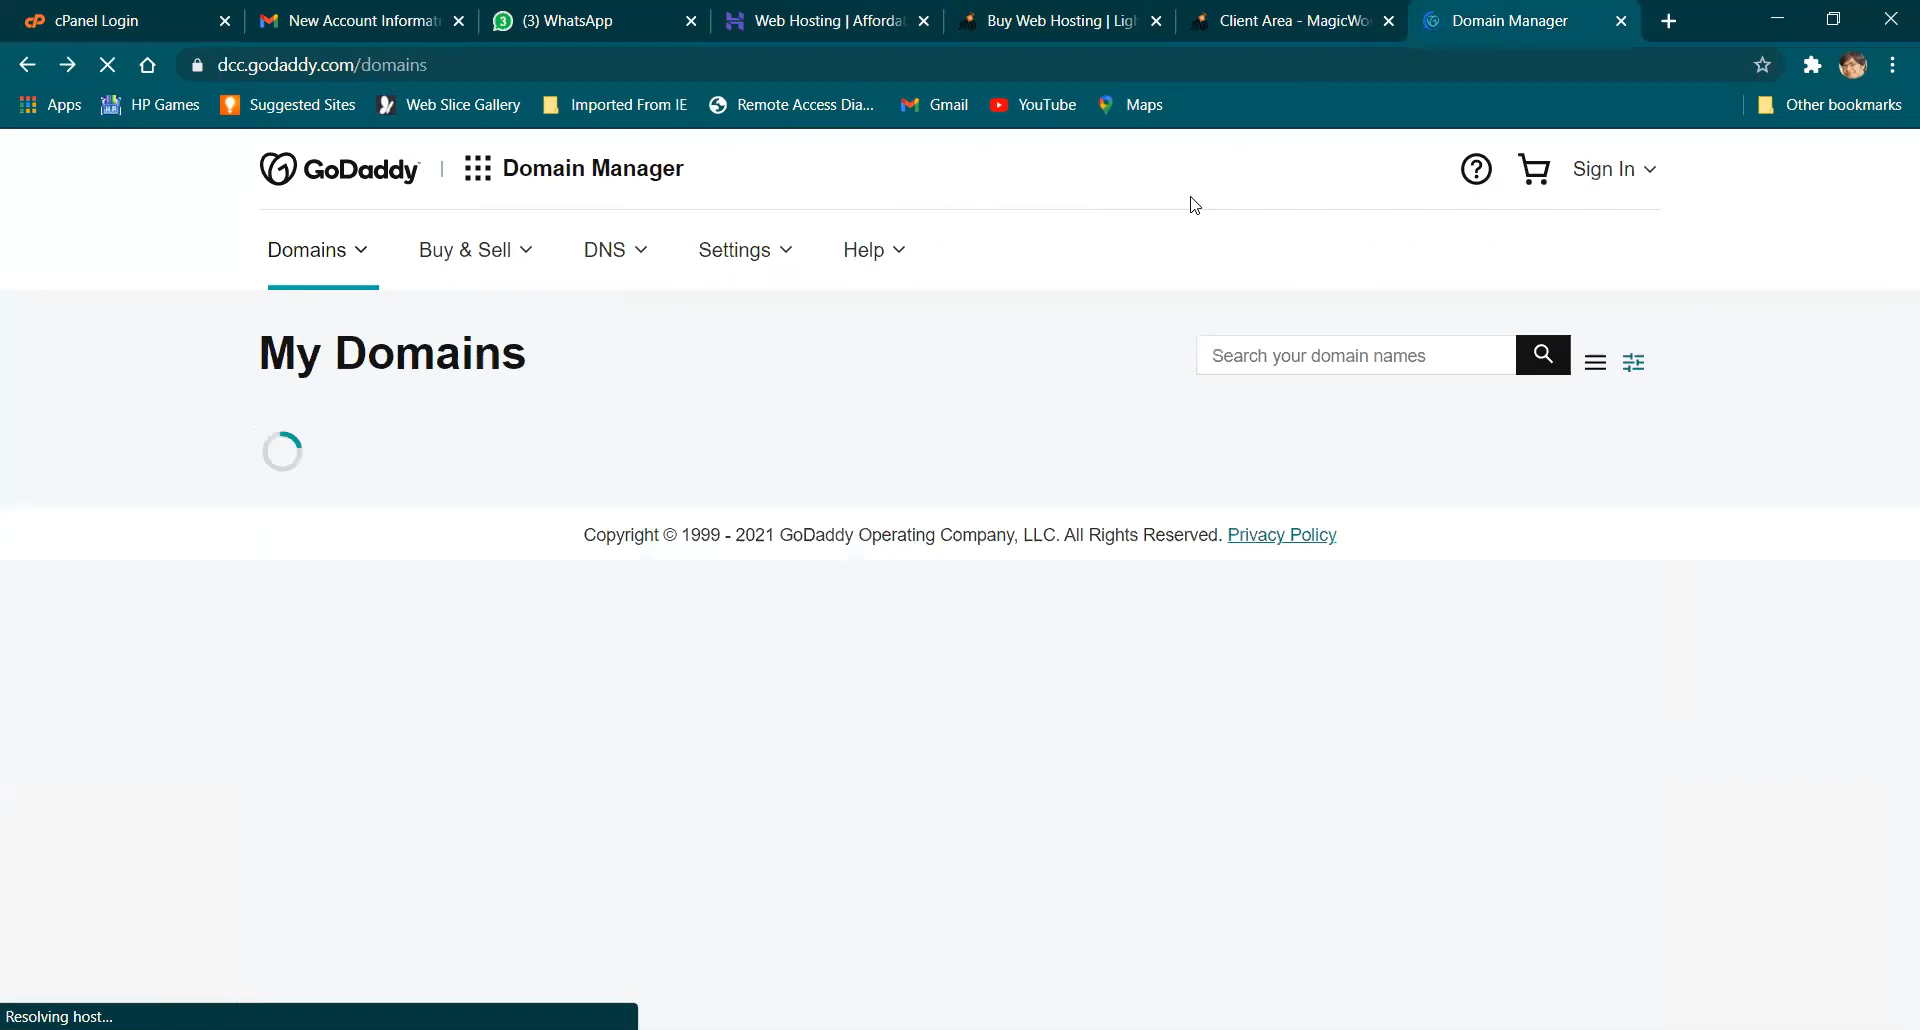 cPanel Login
New Account Informat
(3) WhatsApp
Web Hosting | Afforda
Buy Web Hosting | Ligh
Client Area - MagicWo
Domain Manager
dcc.godaddy.com/domains
Apps
HP Games
Suggested Sites
Web Slice Gallery
Imported From IE
Remote Access Dia...
Gmail
YouTube
Maps
Other bookmarks
GoDaddy
Domain Manager
Sign In
Domains
Buy & Sell
DNS
Settings
Help
My Domains
Search your domain names
Copyright © 1999 - 2021 GoDaddy Operating Company, LLC. All Rights Reserved. Privacy Policy
Resolving host...